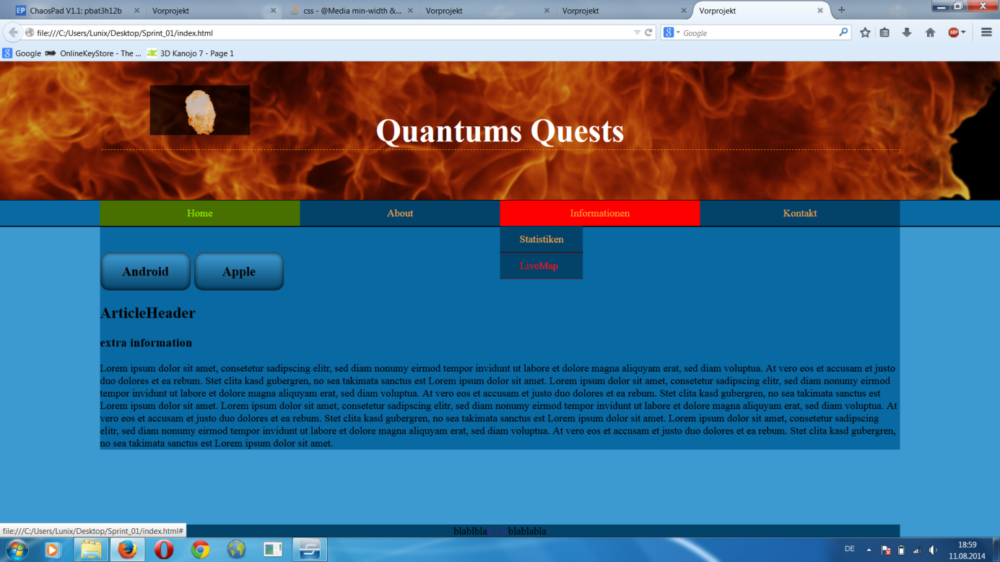 ChaosPad V1.1: pbat3h12b
Vorprojekt
css - @Media min-width &...
Vorprojekt
Vorprojekt
Vorprojekt
file:///C:/Users/Lunix/Desktop/Sprint_01/index.html
Google
Google
OnlineKeyStore - The ...
3D Kanojo 7 - Page 1
Quantums Quests
Home
About
Informationen
Kontakt
Statistiken
LiveMap
Android
Apple
ArticleHeader
extra information
Lorem ipsum dolor sit amet, consetetur sadipscing elitr, sed diam nonumy eirmod tempor invidunt ut labore et dolore magna aliquyam erat, sed diam voluptua. At vero eos et accusam et justo
duo dolores et ea rebum. Stet clita kasd gubergren, no sea takimata sanctus est Lorem ipsum dolor sit amet. Lorem ipsum dolor sit amet, consetetur sadipscing elitr, sed diam nonumy eirmod
tempor invidunt ut labore et dolore magna aliquyam erat, sed diam voluptua. At vero eos et accusam et justo duo dolores et ea rebum. Stet clita kasd gubergren, no sea takimata sanctus est
Lorem ipsum dolor sit amet. Lorem ipsum dolor sit amet, consetetur sadipscing elitr, sed diam nonumy eirmod tempor invidunt ut labore et dolore magna aliquyam erat, sed diam voluptua. At
vero eos et accusam et justo duo dolores et ea rebum. Stet clita kasd gubergren, no sea takimata sanctus est Lorem ipsum dolor sit amet. Lorem ipsum dolor sit amet, consetetur sadipscing
elitr, sed diam nonumy eirmod tempor invidunt ut labore et dolore magna aliquyam erat, sed diam voluptua. At vero eos et accusam et justo duo dolores et ea rebum. Stet clita kasd gubergren,
no sea takimata sanctus est Lorem ipsum dolor sit amet.
file:///C:/Users/Lunix/Desktop/Sprint_01/index.html#
blablbla blablabla
DE
18:59
11.08.2014